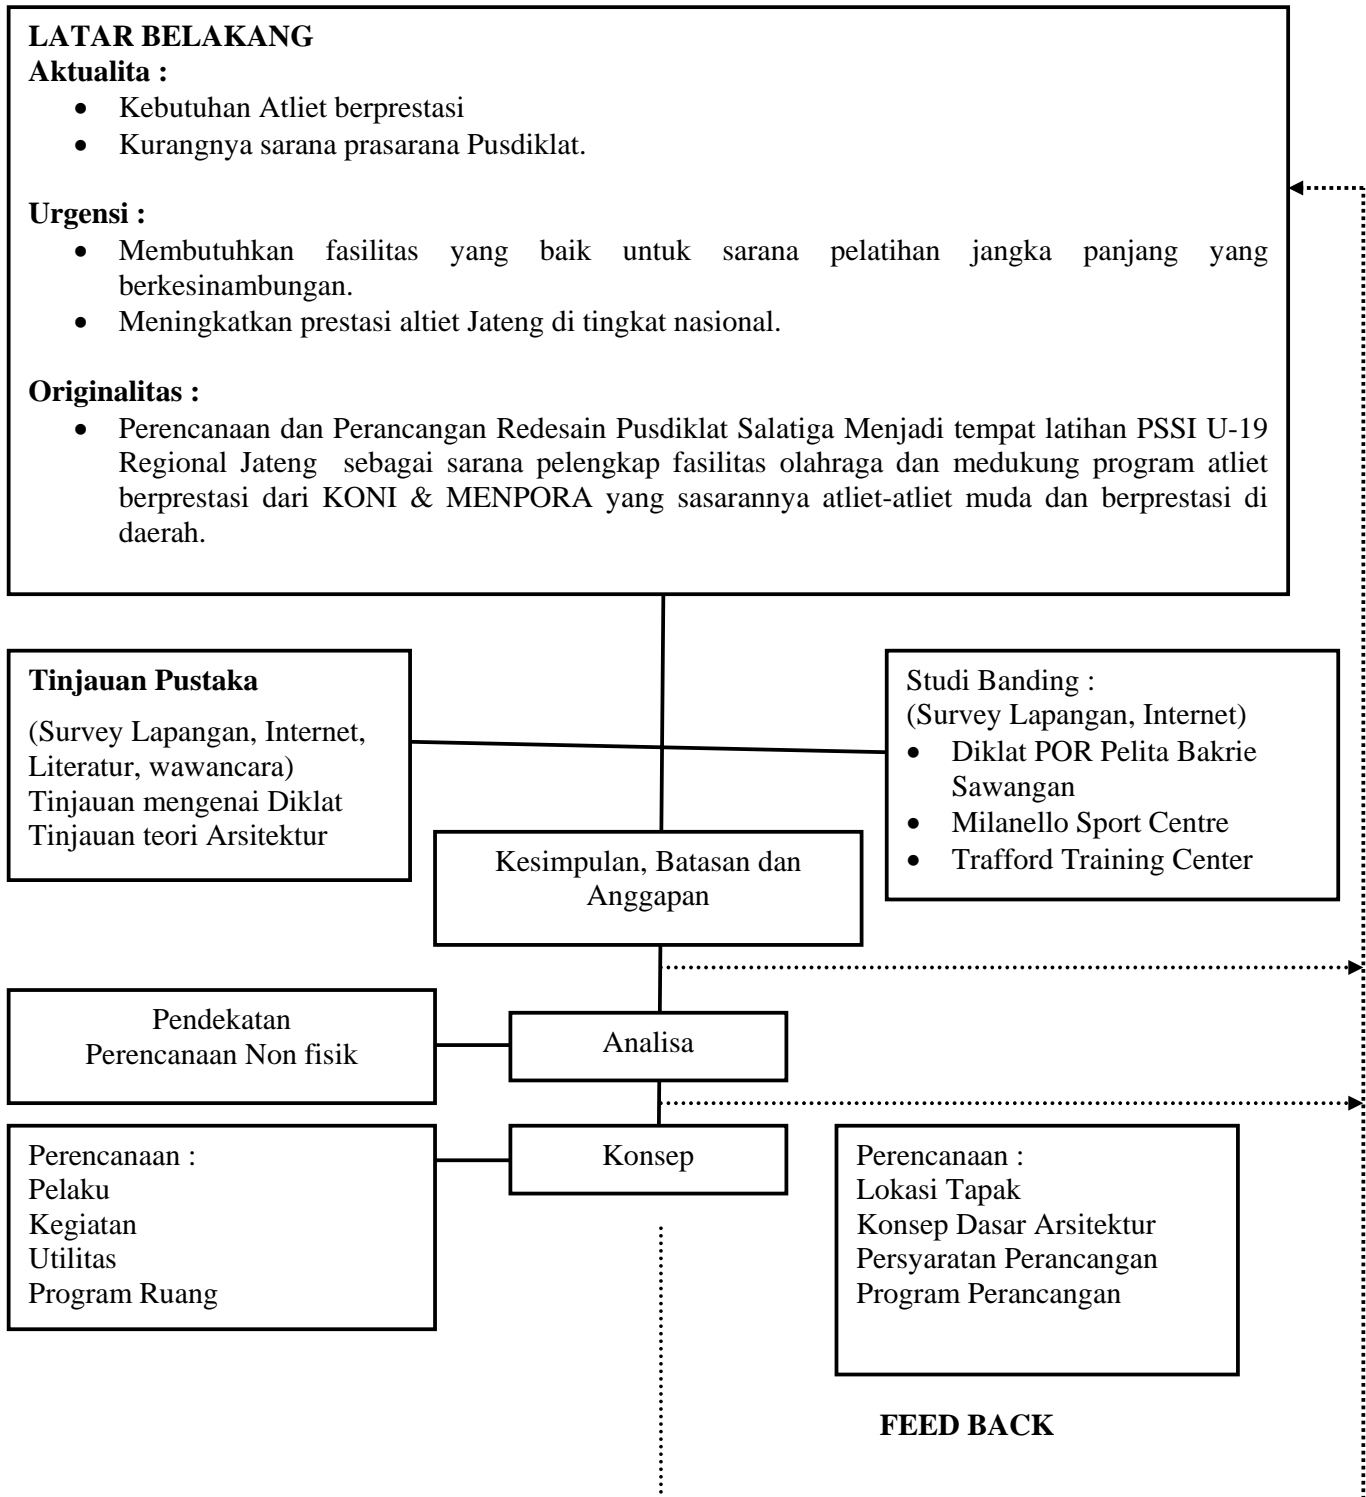 LATAR BELAKANG
Aktualita :
• Kebutuhan Atliet berprestasi
• Kurangnya sarana prasarana Pusdiklat.
Urgensi :
• Membutuhkan fasilitas yang baik untuk sarana pelatihan jangka panjang yang
berkesinambungan.
• Meningkatkan prestasi altiet Jateng di tingkat nasional.
Originalitas :
• Perencanaan dan Perancangan Redesain Pusdiklat Salatiga Menjadi tempat latihan PSSI U-19
Regional Jateng sebagai sarana pelengkap fasilitas olahraga dan medukung program atliet
berprestasi dari KONI & MENPORA yang sasarannya atliet-atliet muda dan berprestasi di
daerah.
Tinjauan Pustaka
(Survey Lapangan, Internet,
Literatur, wawancara)
Tinjauan mengenai Diklat
Tinjauan teori Arsitektur
Studi Banding :
(Survey Lapangan, Internet)
• Diklat POR Pelita Bakrie
Sawangan
• Milanello Sport Centre
• Trafford Training Center
Kesimpulan, Batasan dan
Anggapan
Pendekatan
Perencanaan Non fisik
Analisa
Perencanaan :
Pelaku
Kegiatan
Utilitas
Program Ruang
Konsep
Perencanaan :
Lokasi Tapak
Konsep Dasar Arsitektur
Persyaratan Perancangan
Program Perancangan
FEED BACK